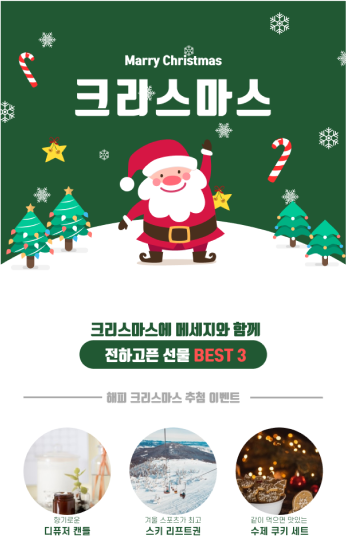 Marry Christmas
크리스마스
크리스마스에 메세지와 함께
전하고픈 선물 BEST 3
해피 크리스마스 추첨 이벤트
향기로운
디퓨저 캔들
겨울 스포츠가 최고
스키 리프트권
같이 먹으면 맛있는
수제 쿠키 세트